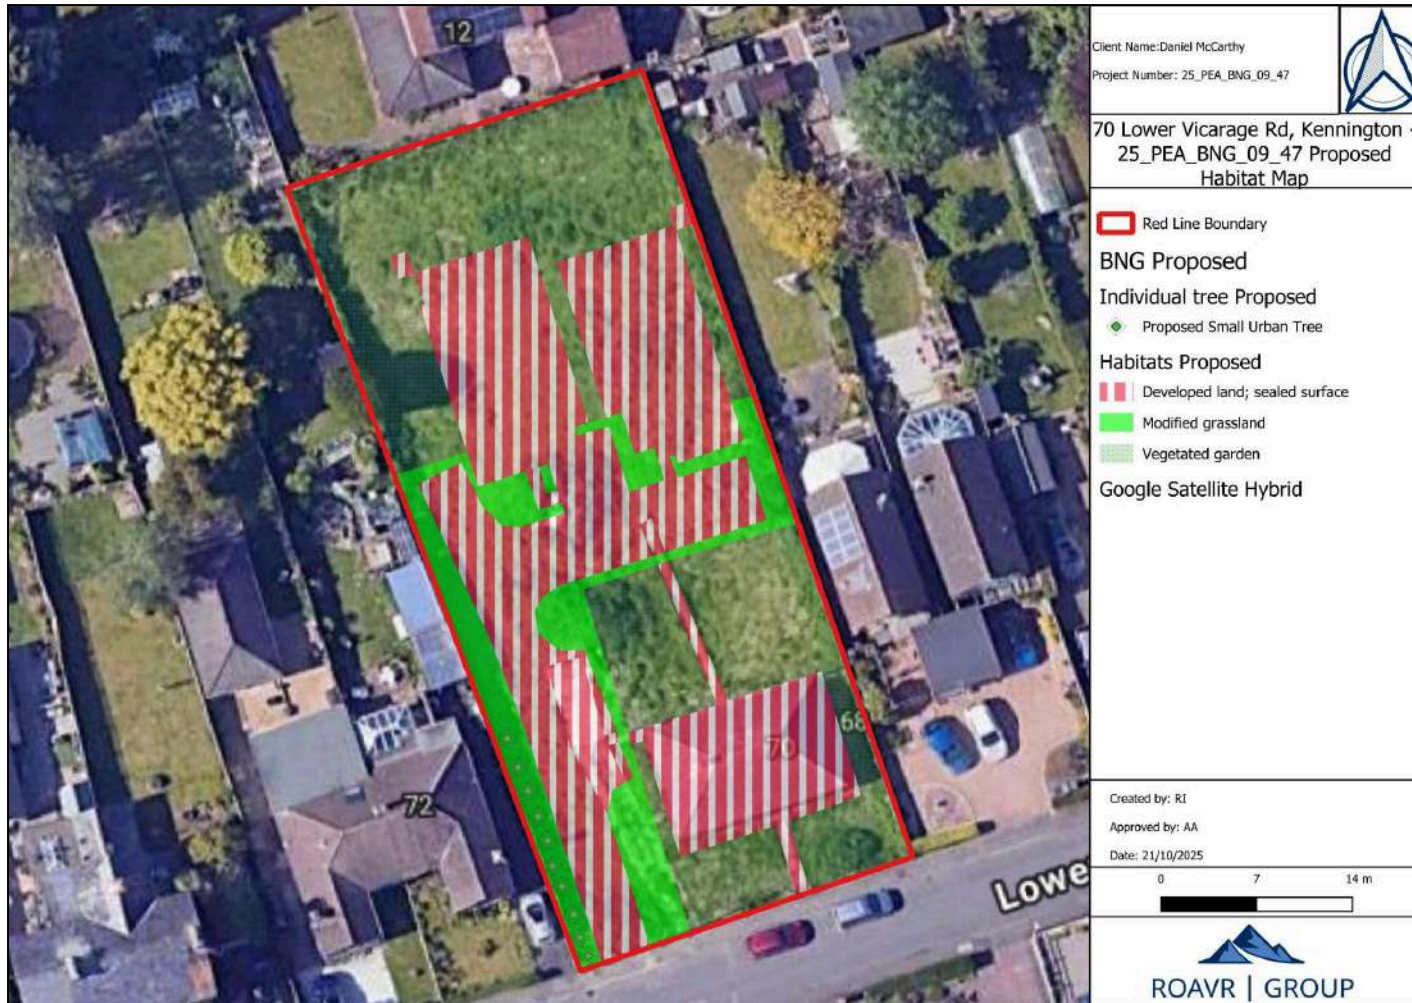 Client Name:Daniel McCarthy
Project Number: 25_PEA_BNG_09_47
70 Lower Vicarage Rd, Kennington -
25_PEA_BNG_09_47 Proposed
Habitat Map
Red Line Boundary
BNG Proposed
Individual tree Proposed
Proposed Small Urban Tree
Habitats Proposed
Developed land; sealed surface
Modified grassland
Vegetated garden
Google Satellite Hybrid
Created by: RI
Approved by: AA
Date: 21/10/2025
0 7 14 m
ROAVR | GROUP
12
68
70
72
Lowe